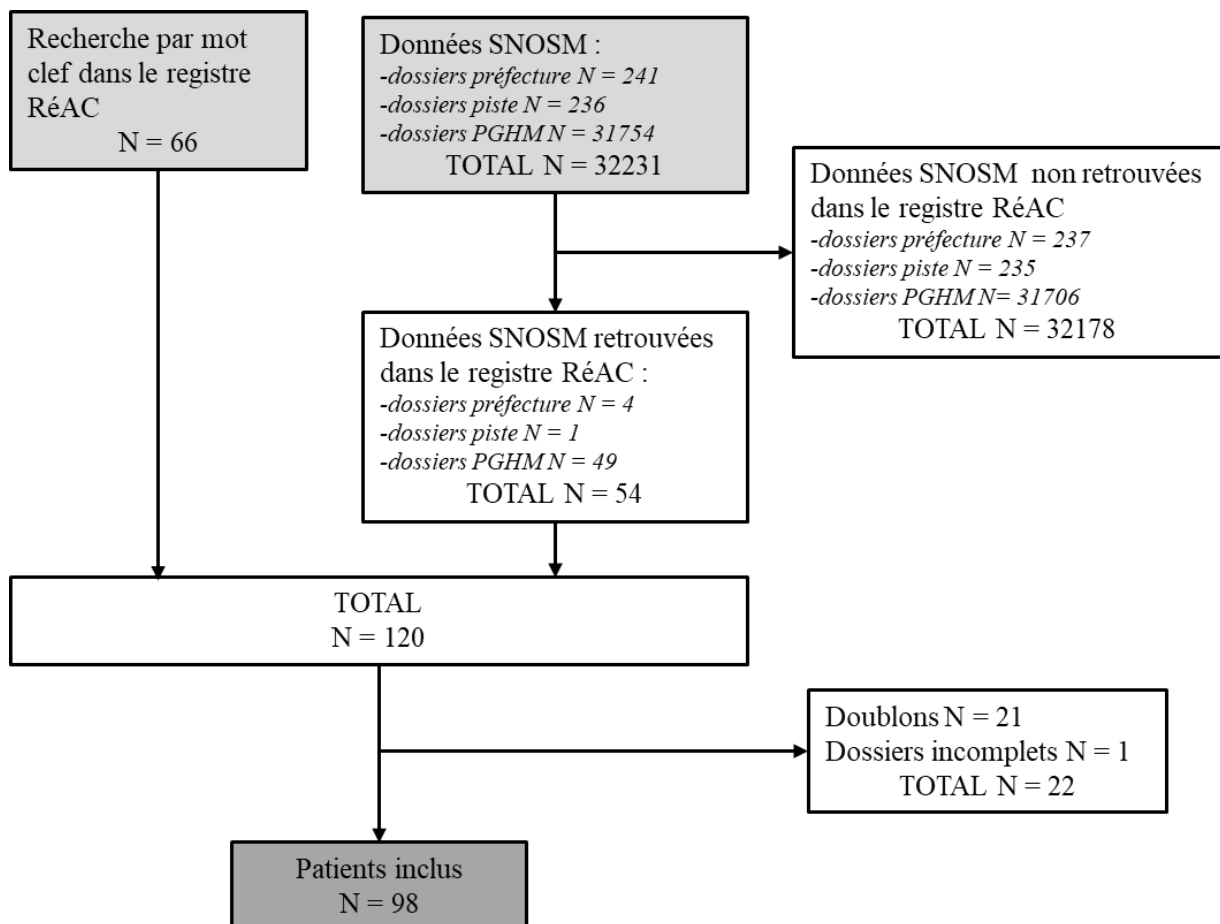 Recherche par mot
clef dans le registre
RéAC
N = 66
Données SNOSM :
-dossiers préfecture N = 241
-dossiers piste N = 236
-dossiers PGHM N = 31754
TOTAL N = 32231
Données SNOSM non retrouvées
dans le registre RéAC
-dossiers préfecture N = 237
-dossiers piste N = 235
-dossiers PGHM N= 31706
TOTAL N = 32178
Données SNOSM retrouvées
dans le registre RéAC :
-dossiers préfecture N = 4
-dossiers piste N = 1
-dossiers PGHM N = 49
TOTAL N = 54
TOTAL
N = 120
Doublons N = 21
Dossiers incomplets N = 1
TOTAL N = 22
Patients inclus
N = 98